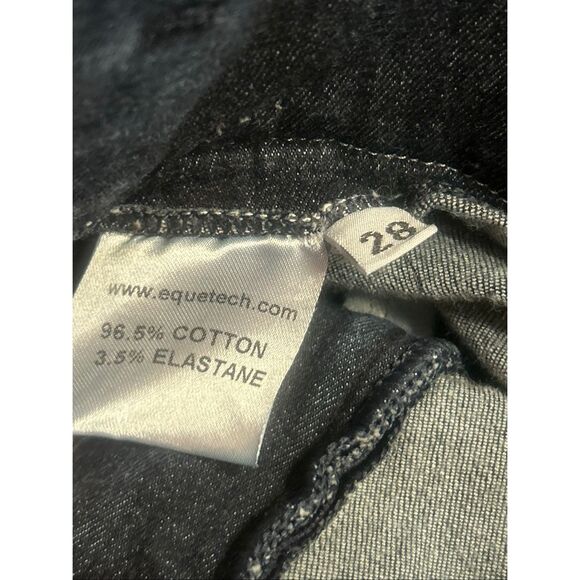 28
www.equetech.com
96.5% COTTON
3.5% ELASTANE